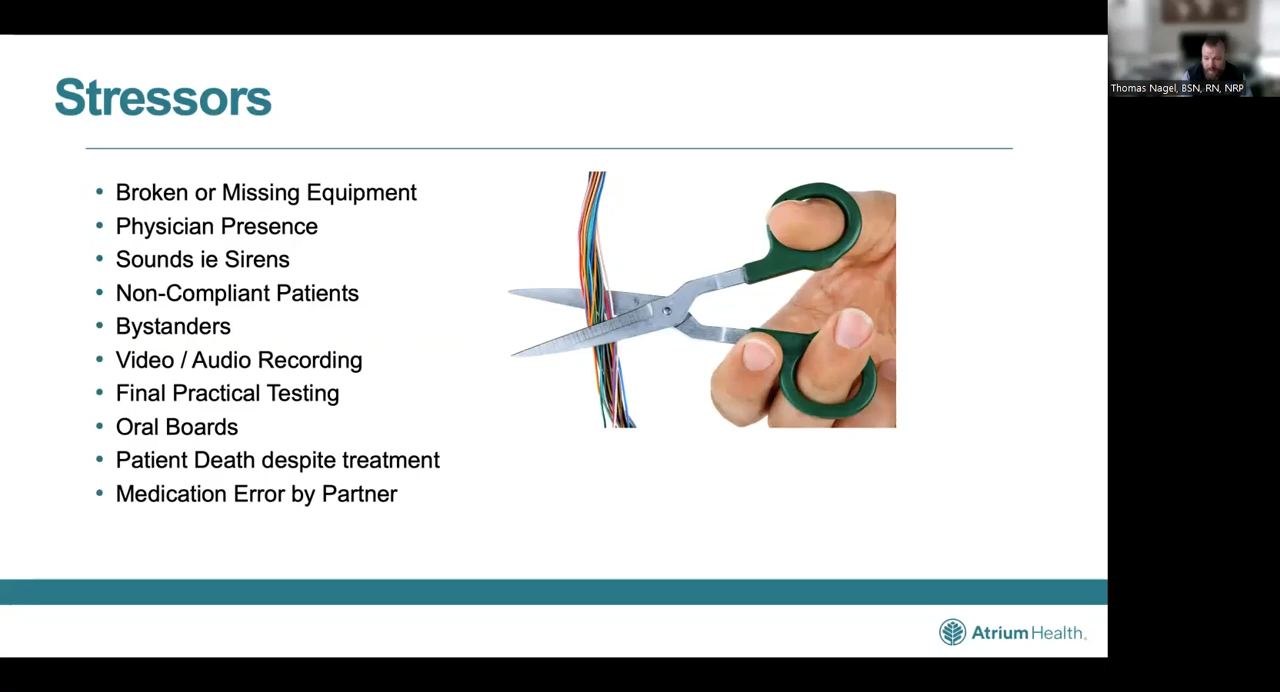 Stressors
Thomas Nagel, BSN, RN, NRP
• Broken or Missing Equipment
• Physician Presence
• Sounds ie Sirens
• Non-Compliant Patients
• Bystanders
• Video / Audio Recording
• Final Practical Testing
• Oral Boards
• Patient Death despite treatment
• Medication Error by Partner
Atrium Health